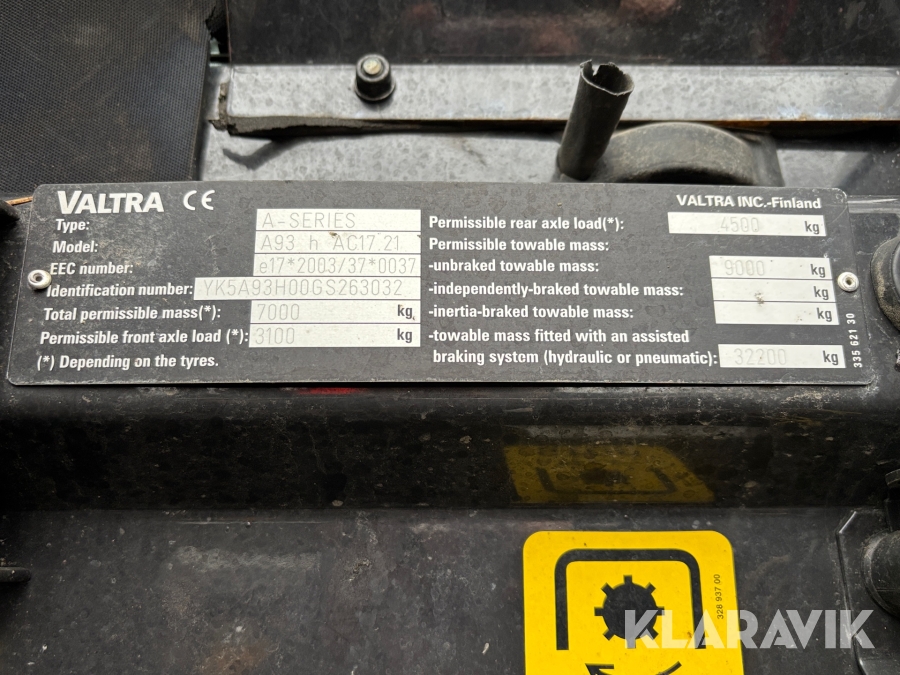 VALTRA CE
Type: A-SERIES
Model: A93 h AC17.21
EEC number: e17*2003/37*0037
Identification number: YK5A93H00GS263032
Total permissible mass(*): 7000 kg
Permissible front axle load (*): 3100 kg
(*) Depending on the tyres.
VALTRA INC.-Finland
Permissible rear axle load(*): 4500 kg
Permissible towable mass:
-unbraked towable mass: 9000 kg
-independently-braked towable mass: kg
-inertia-braked towable mass: kg
-towable mass fitted with an assisted
braking system (hydraulic or pneumatic): 32200 kg
335 621 30
328 937 00
KLARAVIK